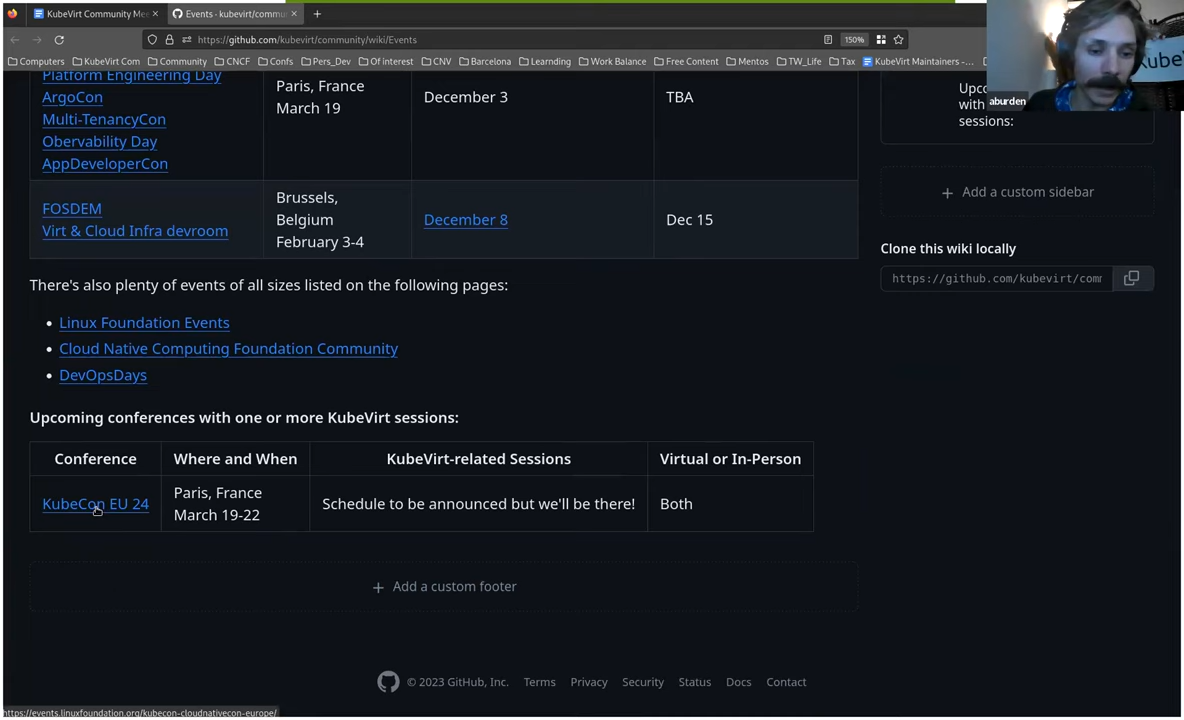 KubeVirt Community Mee
Events · kubevirt/commu
https://github.com/kubevirt/community/wiki/Events
150%
Computers
KubeVirt Com
Community
CNCF
Confs
Pers_Dev
Of interest
CNV
Barcelona
Learnding
Work Balance
Free Content
Mentos
TW_Life
Tax
KubeVirt Maintainers -...
KubeV
aburden
Platform Engineering Day
ArgoCon
Multi-TenancyCon
Obervability Day
AppDeveloperCon
Paris, France
March 19
December 3
TBA
FOSDEM
Virt & Cloud Infra devroom
Brussels,
Belgium
February 3-4
December 8
Dec 15
There's also plenty of events of all sizes listed on the following pages:
• Linux Foundation Events
• Cloud Native Computing Foundation Community
• DevOpsDays
Upcoming conferences with one or more KubeVirt sessions:
Conference
Where and When
KubeVirt-related Sessions
Virtual or In-Person
KubeCon EU 24
Paris, France
March 19-22
Schedule to be announced but we'll be there!
Both
+ Add a custom footer
Upco
with
sessions:
+ Add a custom sidebar
Clone this wiki locally
https://github.com/kubevirt/com
© 2023 GitHub, Inc.
Terms
Privacy
Security
Status
Docs
Contact
https://events.linuxfoundation.org/kubecon-cloudnativecon-europe/